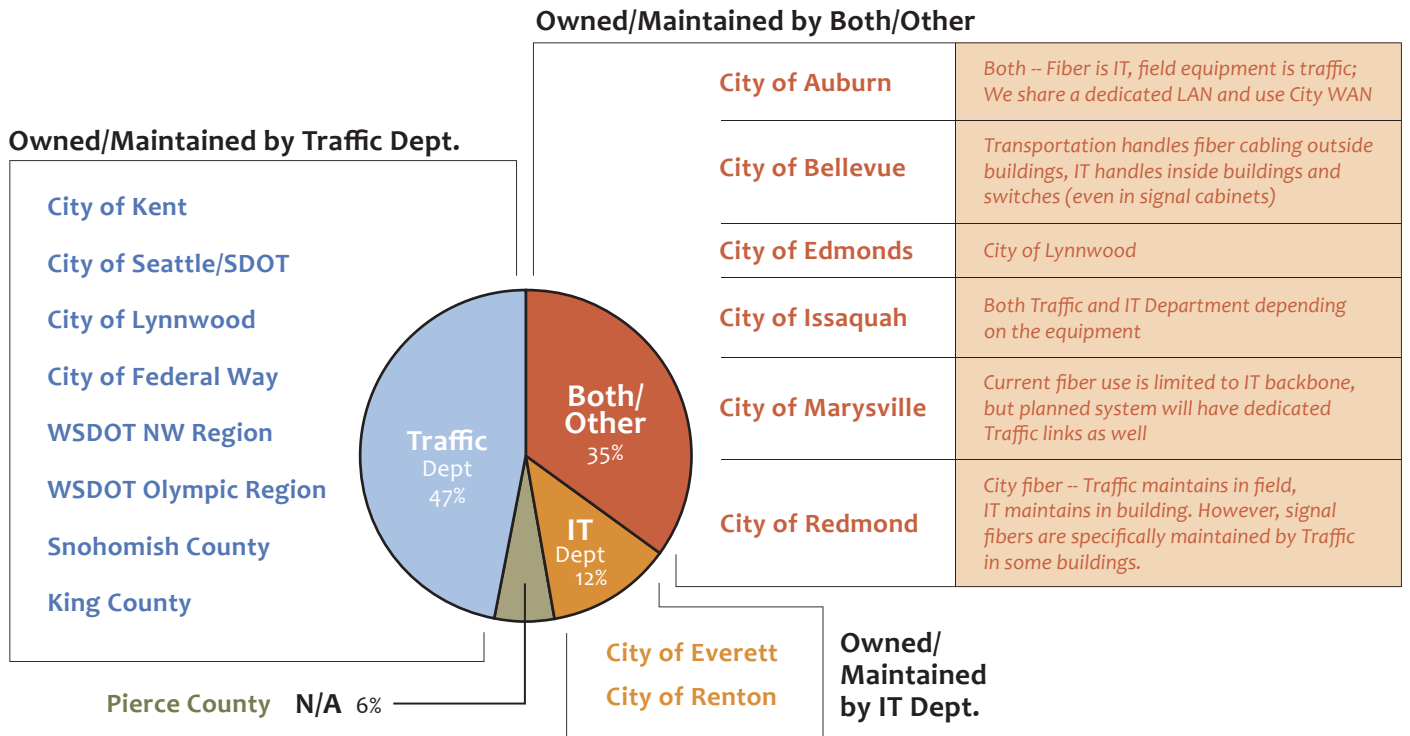 Owned/Maintained by Both/Other
City of Auburn
Both -- Fiber is IT, field equipment is traffic;
We share a dedicated LAN and use City WAN
City of Bellevue
Transportation handles fiber cabling outside
buildings, IT handles inside buildings and
switches (even in signal cabinets)
City of Edmonds
City of Lynnwood
City of Issaquah
Both Traffic and IT Department depending
on the equipment
City of Marysville
Current fiber use is limited to IT backbone,
but planned system will have dedicated
Traffic links as well
City of Redmond
City fiber -- Traffic maintains in field,
IT maintains in building. However, signal
fibers are specifically maintained by Traffic
in some buildings.
Owned/Maintained by Traffic Dept.
City of Kent
City of Seattle/SDOT
City of Lynnwood
City of Federal Way
WSDOT NW Region
WSDOT Olympic Region
Snohomish County
King County
Traffic
Dept
47%
Both/
Other
35%
IT
Dept
12%
Pierce County N/A 6%
City of Everett
City of Renton
Owned/
Maintained
by IT Dept.